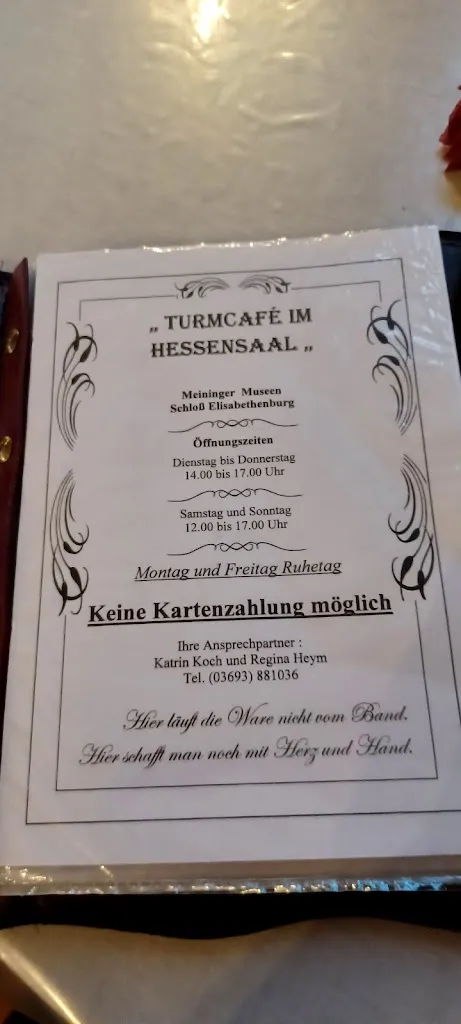 „ TURMCAFÉ IM
HESSENSAAL „
Meininger Museen
Schloß Elisabethenburg
Öffnungszeiten
Dienstag bis Donnerstag
14.00 bis 17.00 Uhr
Samstag und Sonntag
12.00 bis 17.00 Uhr
Montag und Freitag Ruhetag
Keine Kartenzahlung möglich
Ihre Ansprechpartner :
Katrin Koch und Regina Heym
Tel. (03693) 881036
Hier läuft die Ware nicht vom Band.
Hier schafft man noch mit Herz und Hand.